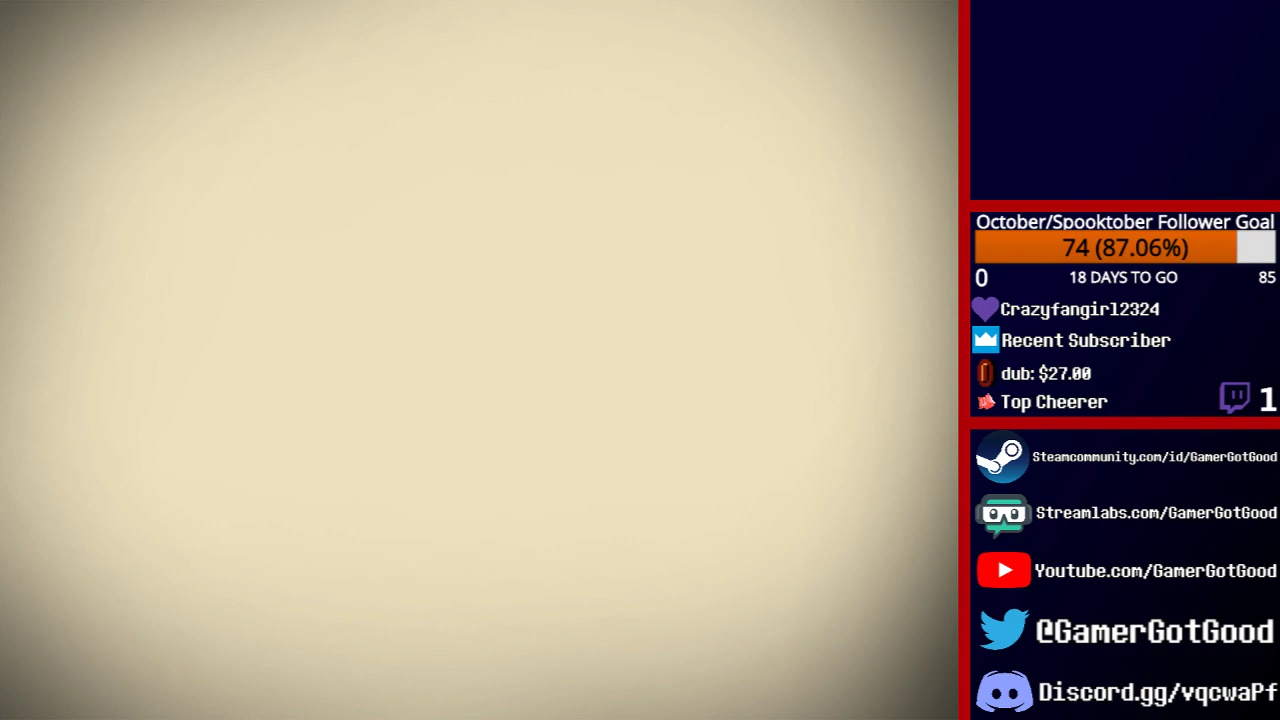 October/Spooktober Follower Goal
74 (87.06%)
0 18 DAYS TO GO 85
Crazyfangirl2324
Recent Subscriber
dub: $27.00
Top Cheerer 1
Steamcommunity.com/id/GamerGotGood
Streamlabs.com/GamerGotGood
Youtube.com/GamerGotGood
@GamerGotGood
Discord.gg/vqcwaPf